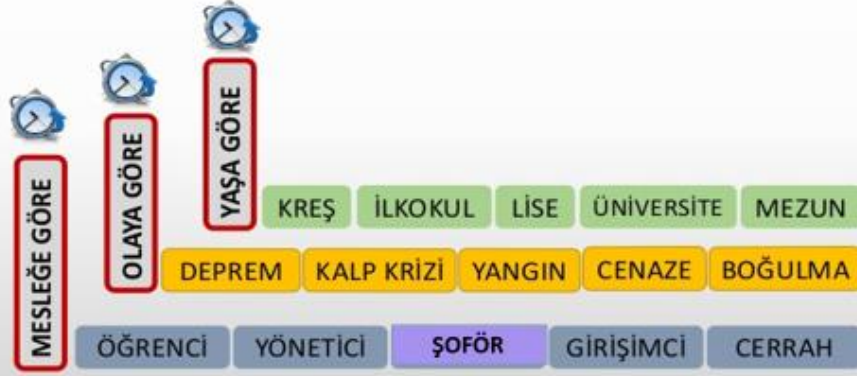 YAŞA GÖRE
KREŞ İLKOKUL LİSE ÜNİVERSİTE MEZUN
OLAYA GÖRE
DEPREM KALP KRİZİ YANGIN CENAZE BOĞULMA
MESLEĞE GÖRE
ÖĞRENCİ YÖNETİCİ ŞOFÖR GİRİŞİMCİ CERRAH